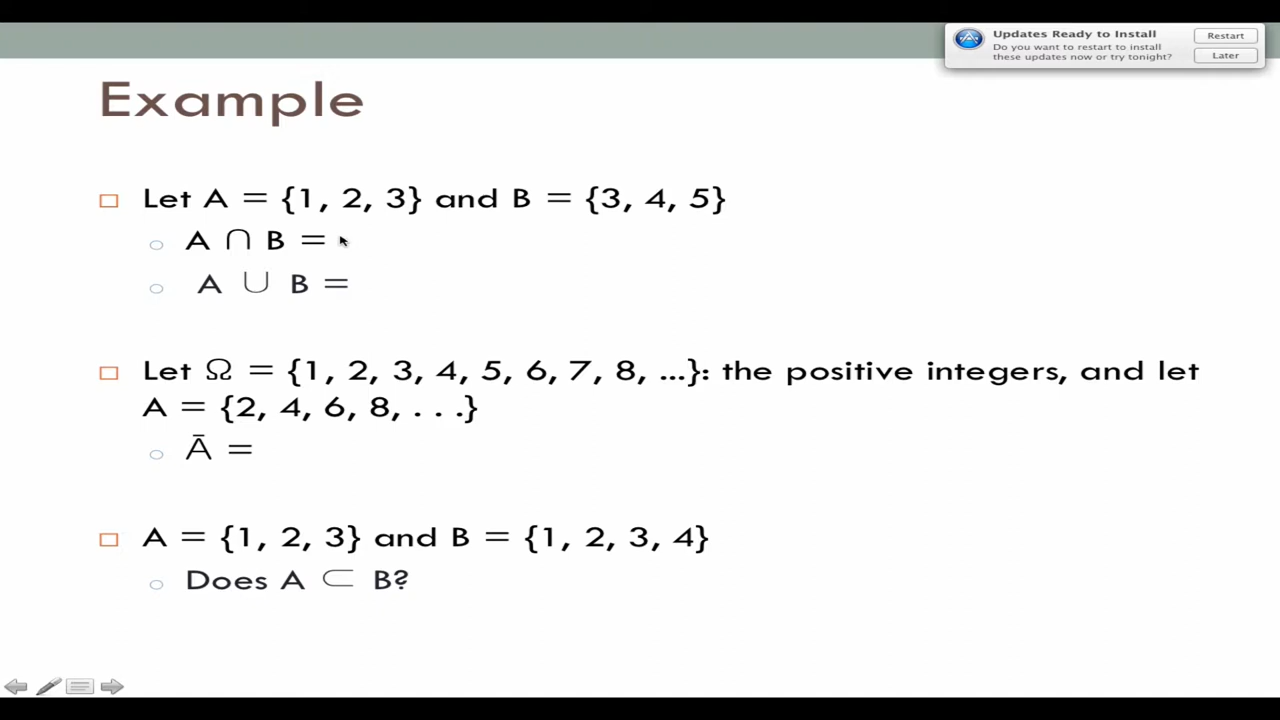 Updates Ready to Install
Restart
Do you want to restart to install
these updates now or try tonight?
Later
Example
Let A = {1, 2, 3} and B = {3, 4, 5}
A ∩ B =
A ∪ B =
Let Ω = {1, 2, 3, 4, 5, 6, 7, 8, ...}: the positive integers, and let
A = {2, 4, 6, 8, . . .}
Ā =
A = {1, 2, 3} and B = {1, 2, 3, 4}
Does A ⊂ B?